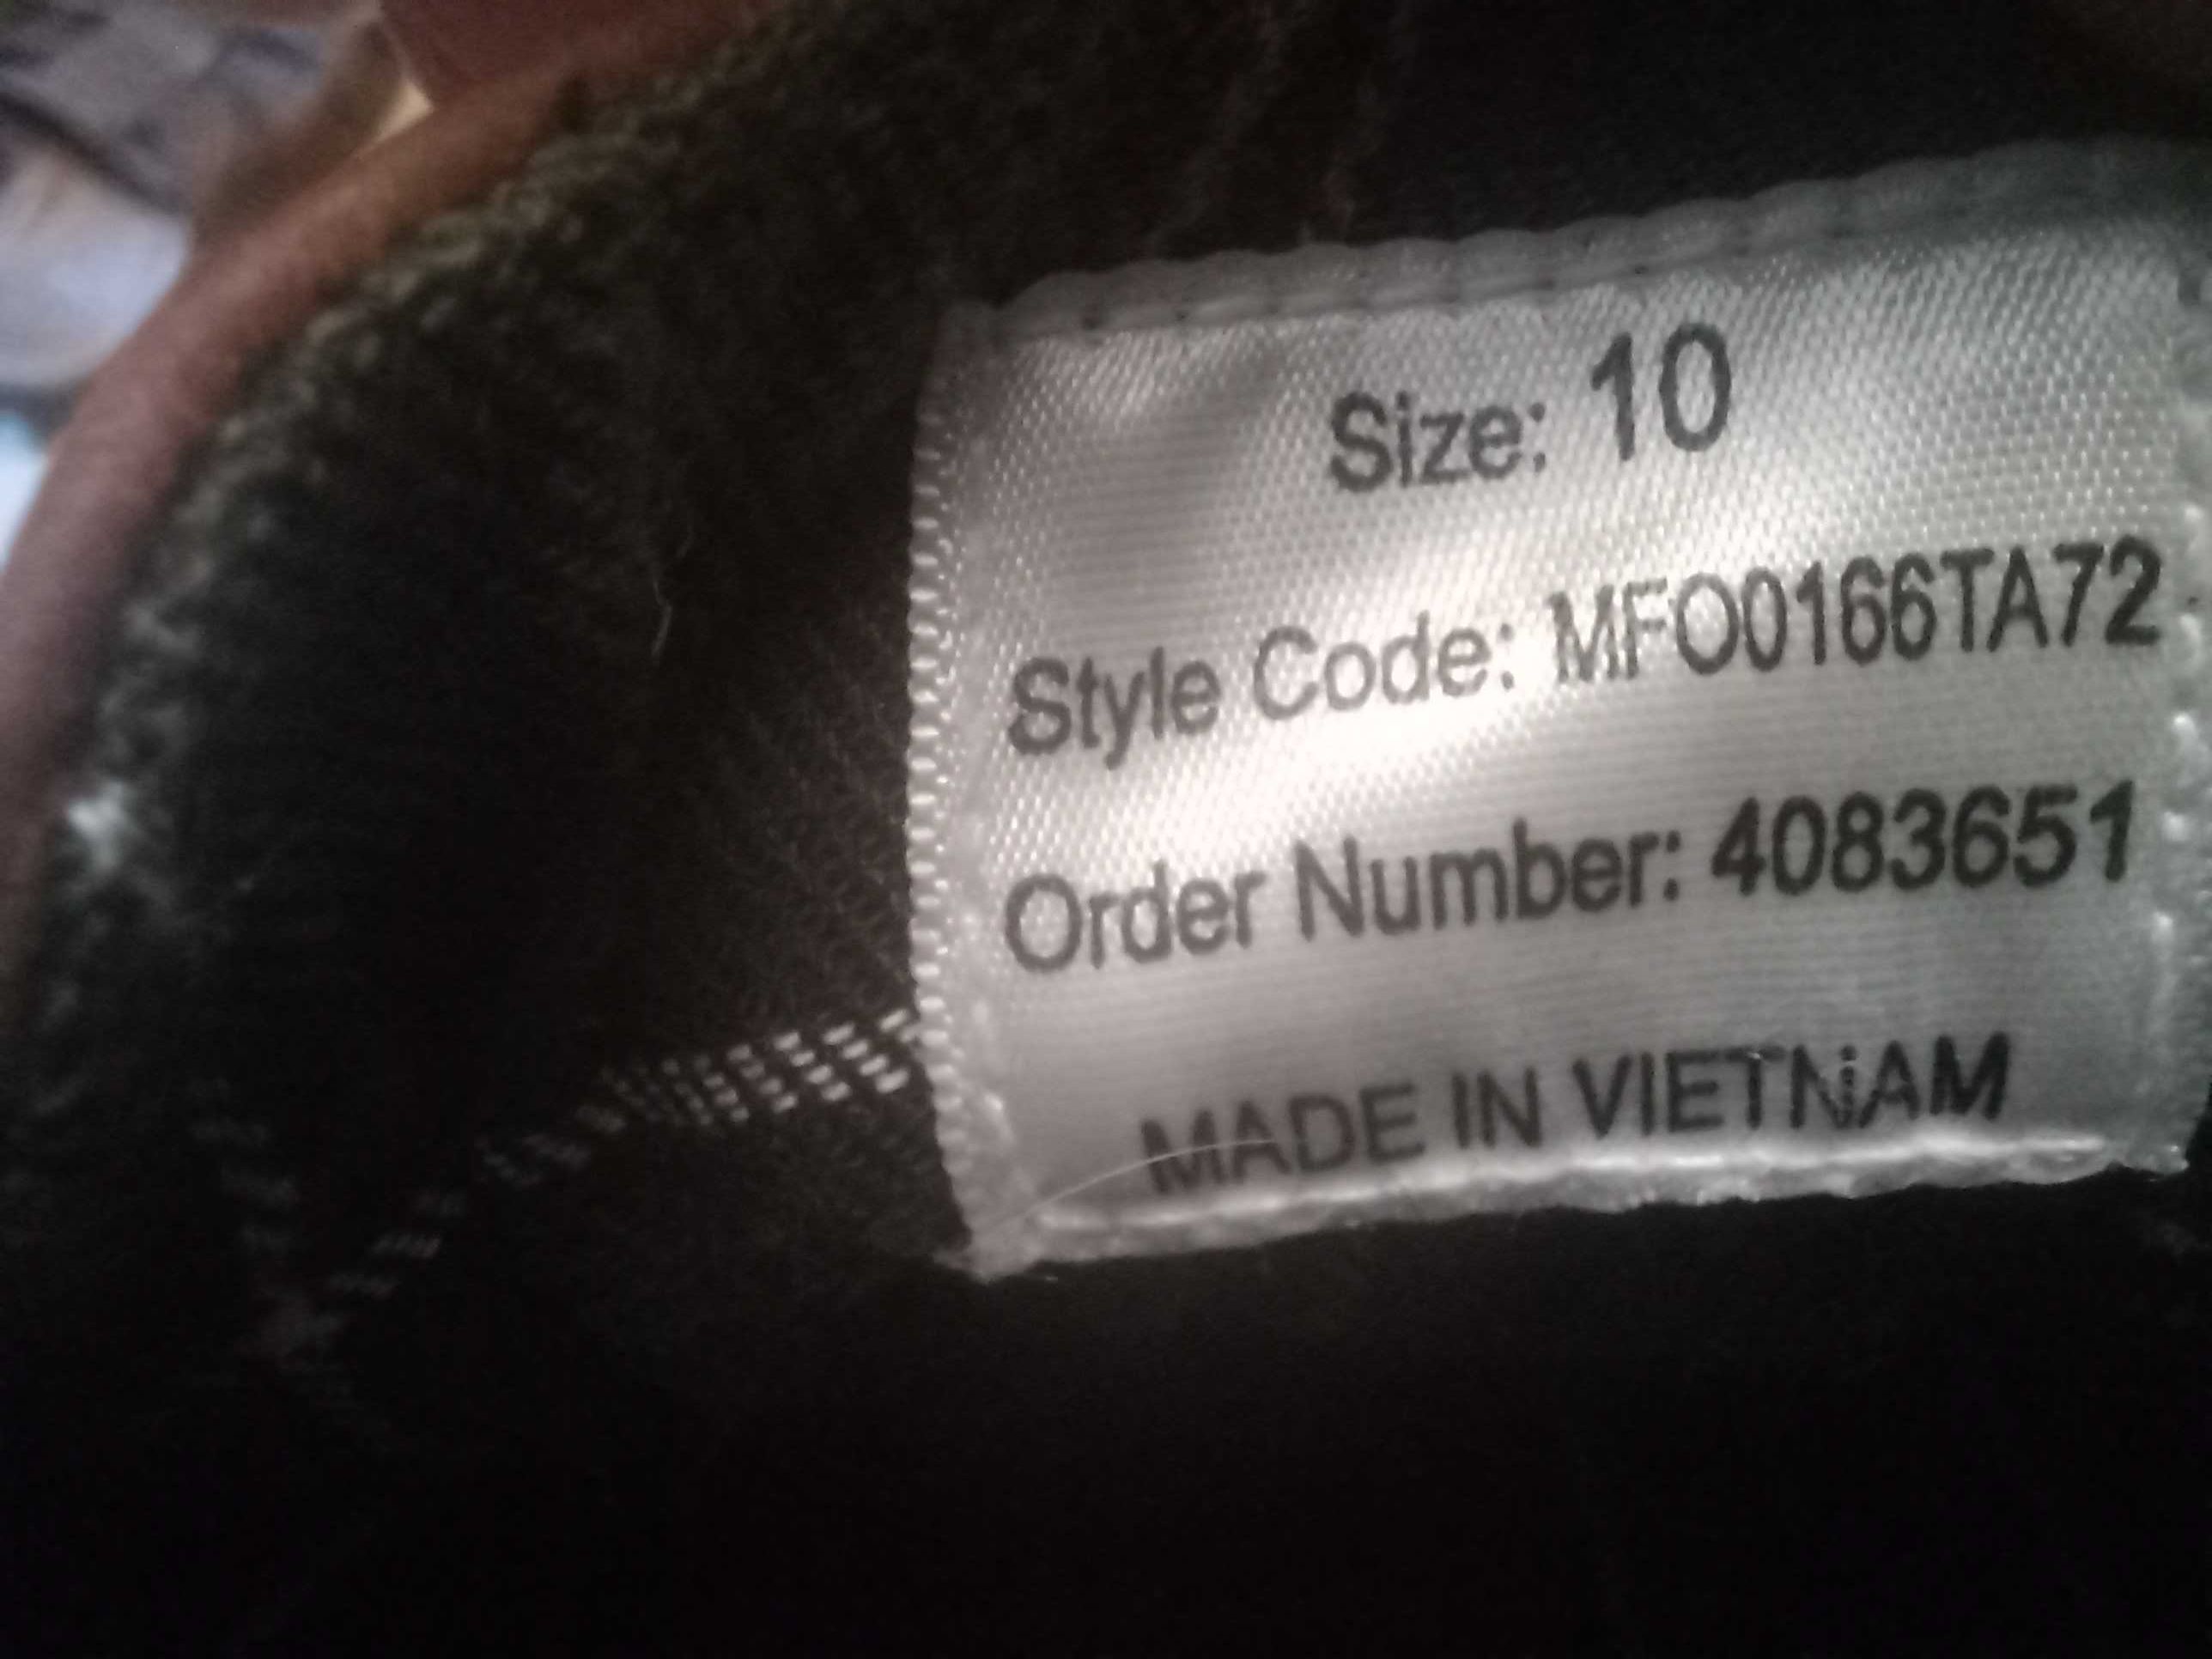 Size: 10
Style Code: MFO0166TA72
Order Number: 4083651
MADE IN VIETNAM